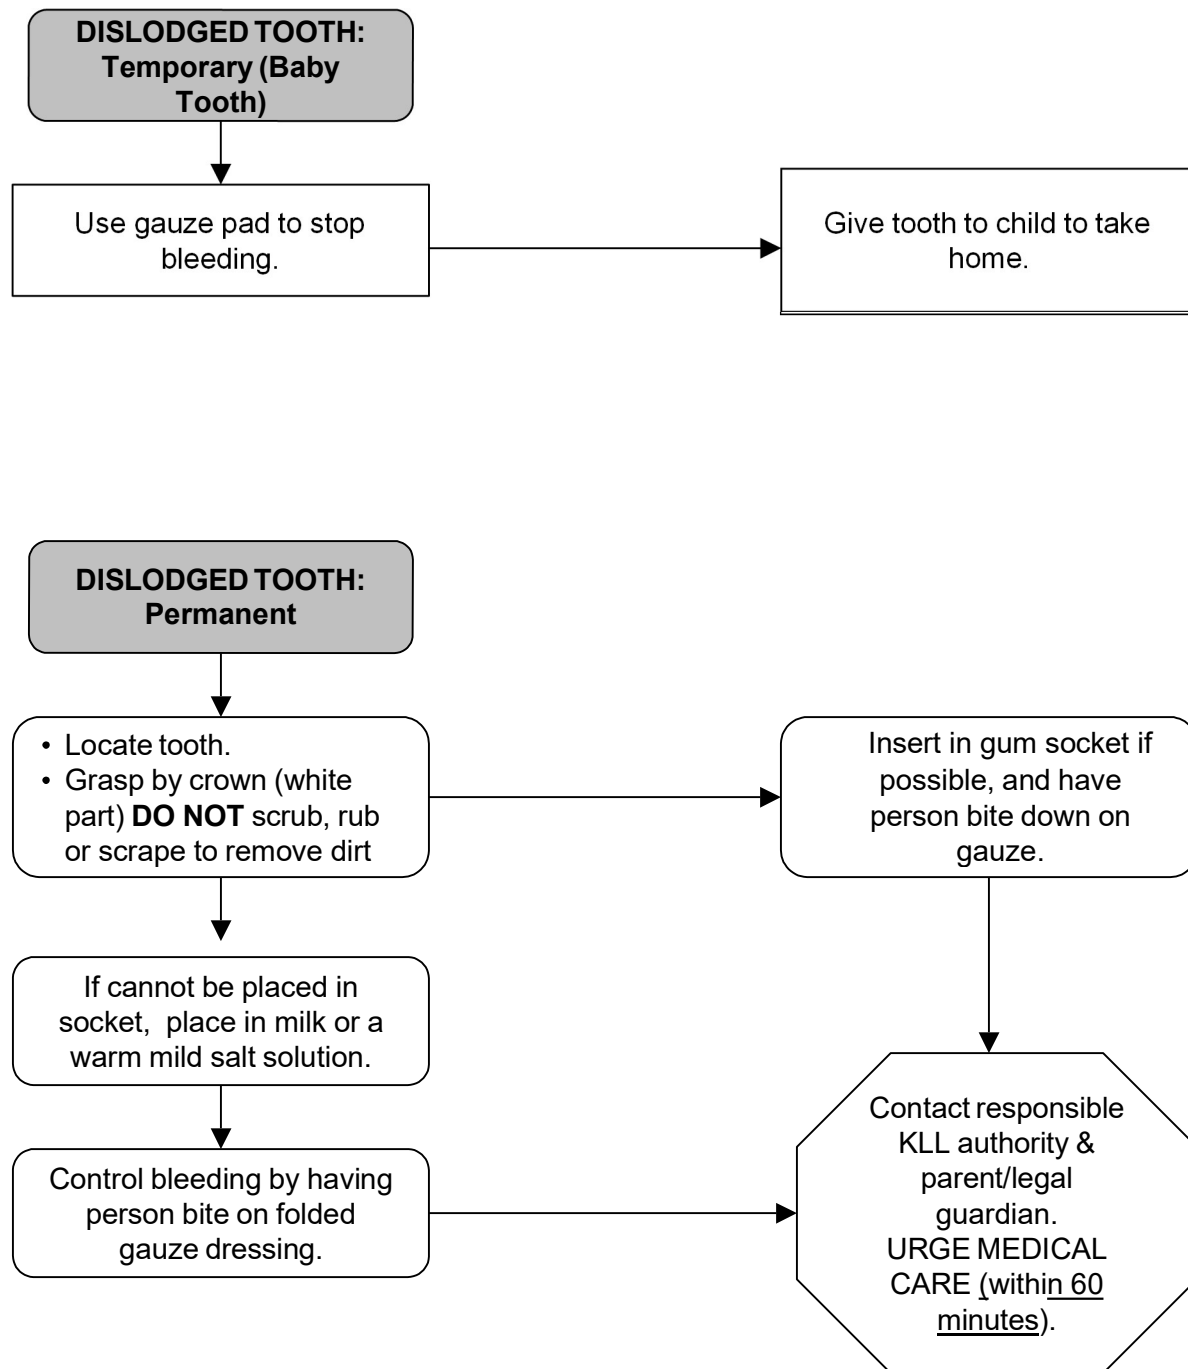 DISLODGED TOOTH:
Temporary (Baby
Tooth)
Use gauze pad to stop
bleeding.
Give tooth to child to take
home.
DISLODGED TOOTH:
Permanent
• Locate tooth.
• Grasp by crown (white
part) DO NOT scrub, rub
or scrape to remove dirt
Insert in gum socket if
possible, and have
person bite down on
gauze.
If cannot be placed in
socket,  place in milk or a
warm mild salt solution.
Control bleeding by having
person bite on folded
gauze dressing.
Contact responsible
KLL authority &
parent/legal
guardian.
URGE MEDICAL
CARE (within 60
minutes).